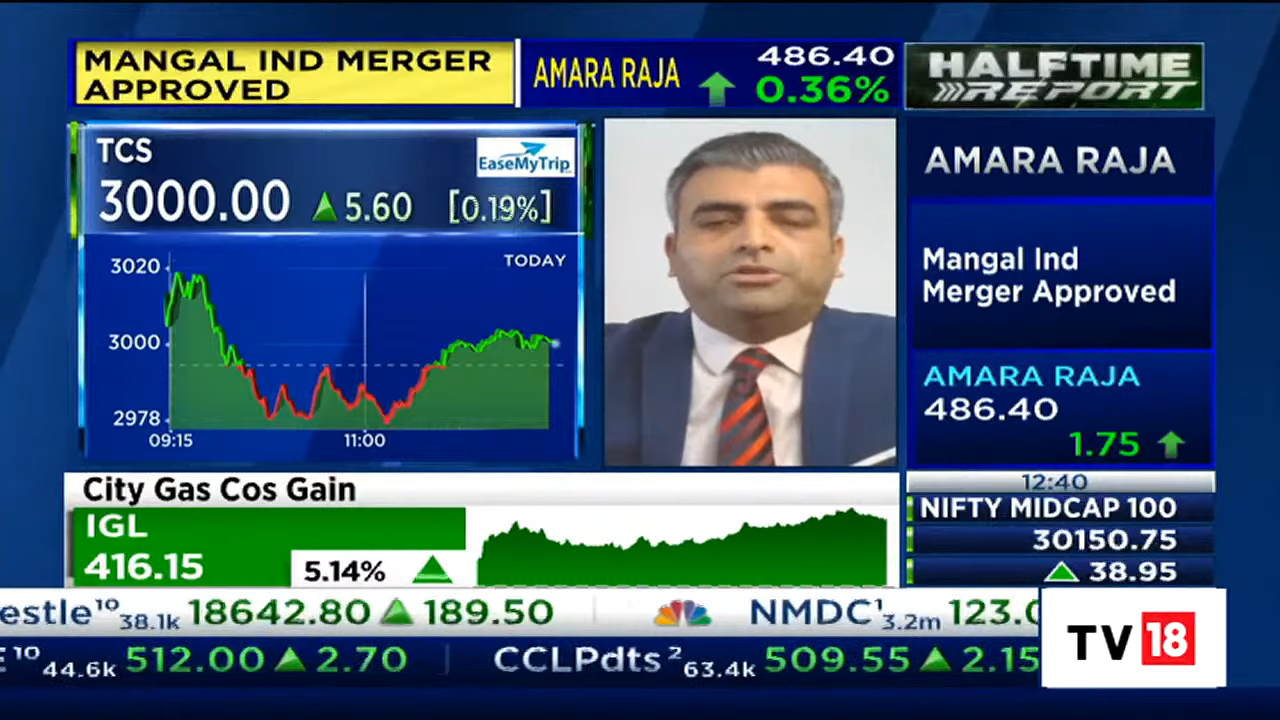 MANGAL IND MERGER
APPROVED
AMARA RAJA
486.40
0.36%
HALFTIME
REPORT
TCS
3000.00 5.60 [0.19%]
EaseMyTrip
TODAY
3020
3000
2978
09:15 11:00
AMARA RAJA
Mangal Ind
Merger Approved
AMARA RAJA
486.40
1.75
12:40
NIFTY MIDCAP 100
30150.75
38.95
City Gas Cos Gain
IGL
416.15
5.14%
estle 10 38.1k 18642.80 189.50 NMDC 1 3.2m 123.0
E 10 44.6k 512.00 2.70 CCLPdts 2 63.4k 509.55 2.15
TV 18